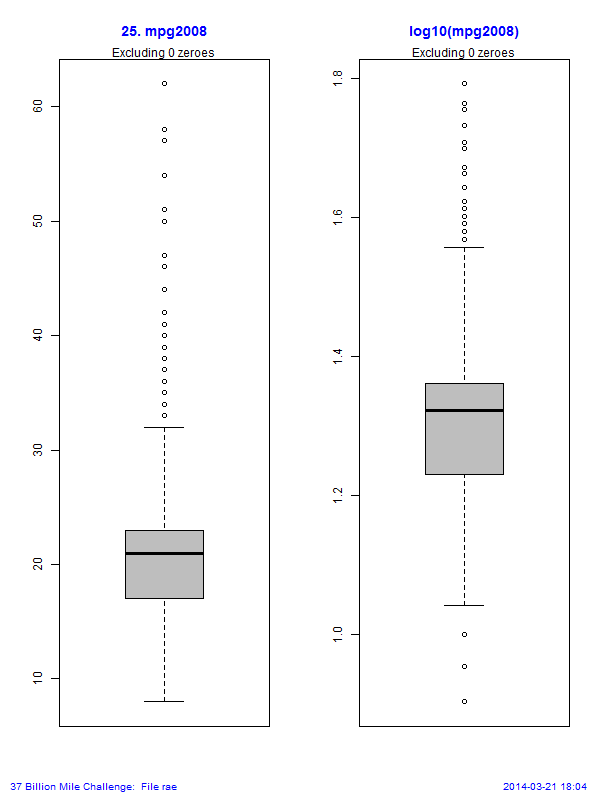 25. mpg2008
Excluding 0 zeroes
60
50
40
30
20
10
log10(mpg2008)
Excluding 0 zeroes
1.8
1.6
1.4
1.2
1.0
37 Billion Mile Challenge: File rae
2014-03-21 18:04